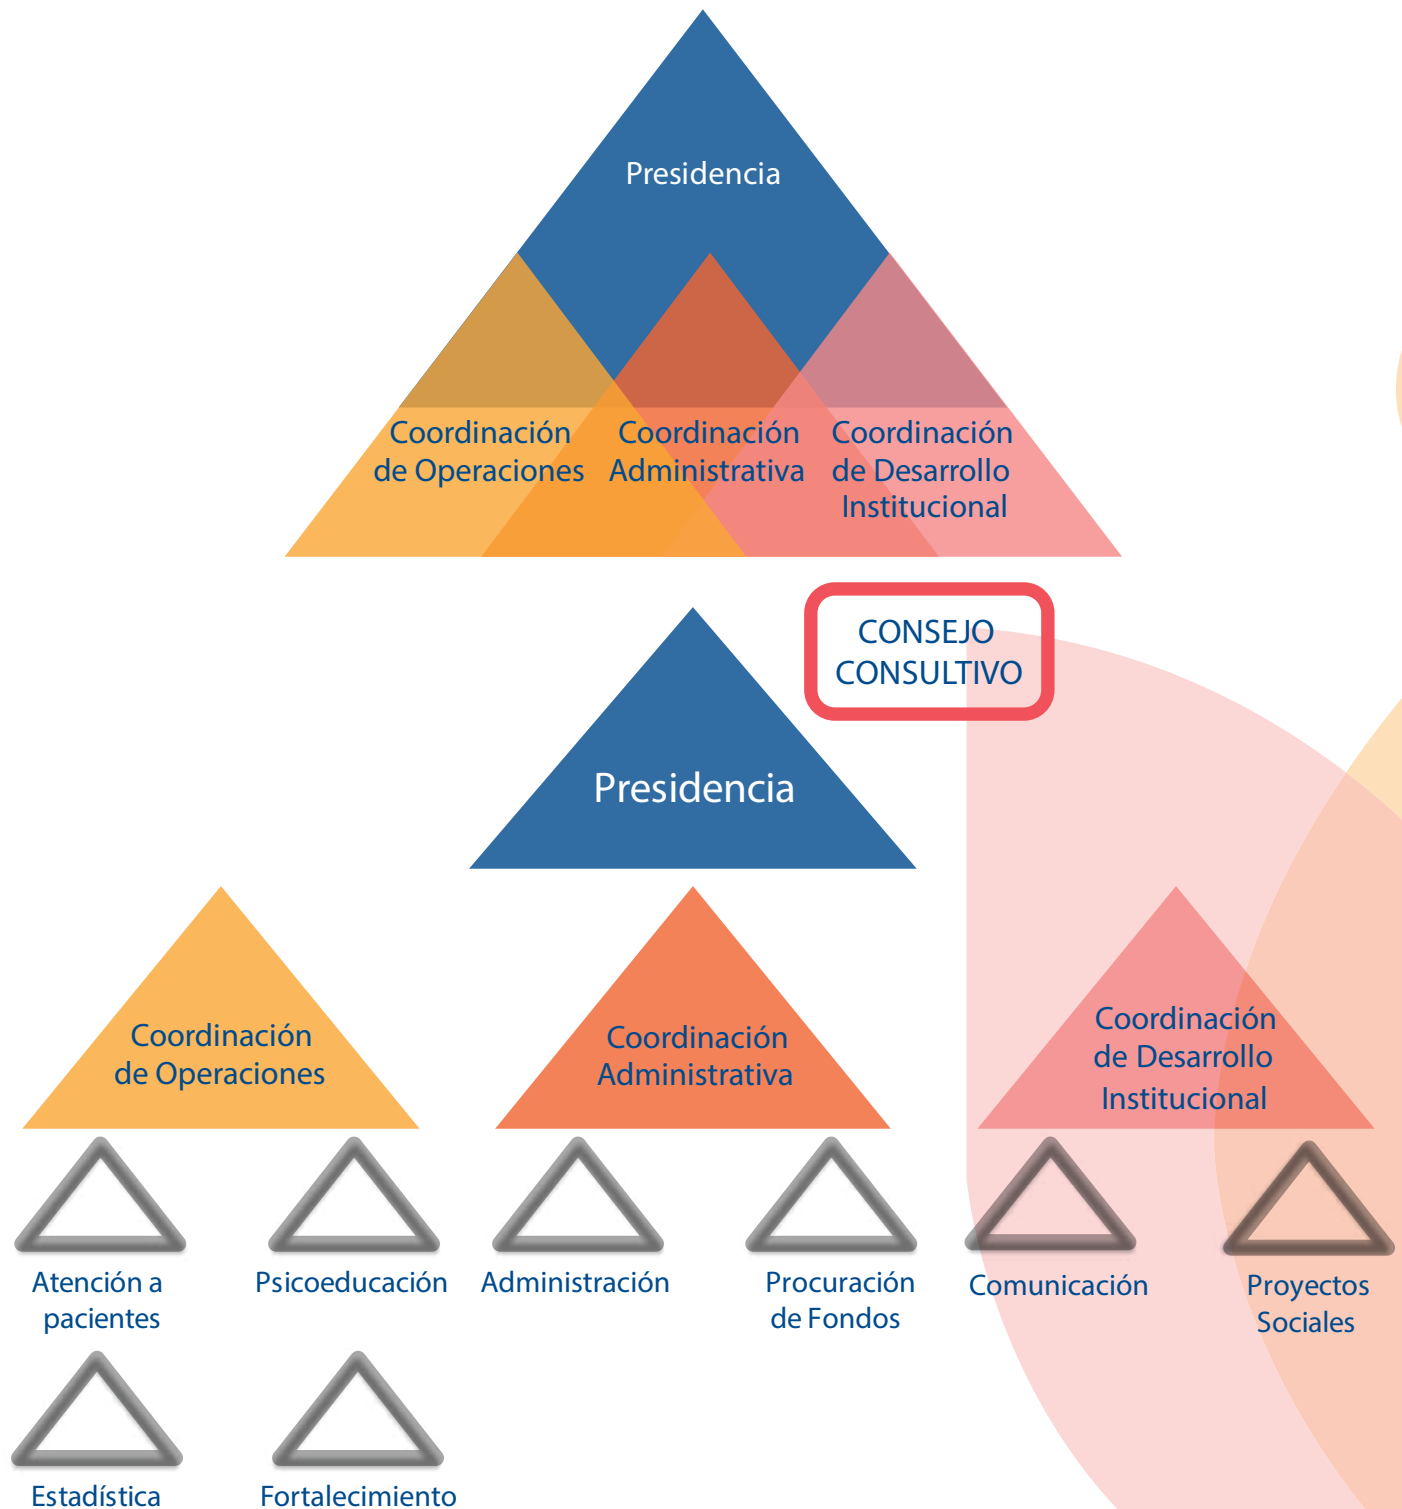 Presidencia
Coordinación
de Operaciones
Coordinación
Administrativa
Coordinación
de Desarrollo
Institucional
CONSEJO
CONSULTIVO
Presidencia
Coordinación
de Operaciones
Coordinación
Administrativa
Coordinación
de Desarrollo
Institucional
Atención a
pacientes
Psicoeducación
Administración
Procuración
de Fondos
Comunicación
Proyectos
Sociales
Estadística
Fortalecimiento